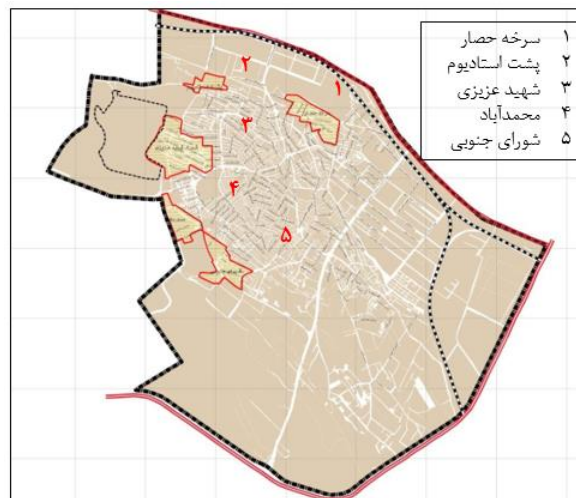 ۱ سرخه حصار
۲ پشت استادیوم
۳ شهید عزیزی
۴ محمدآباد
۵ شورای جنوبی
۲
۱
۳
۴
۵